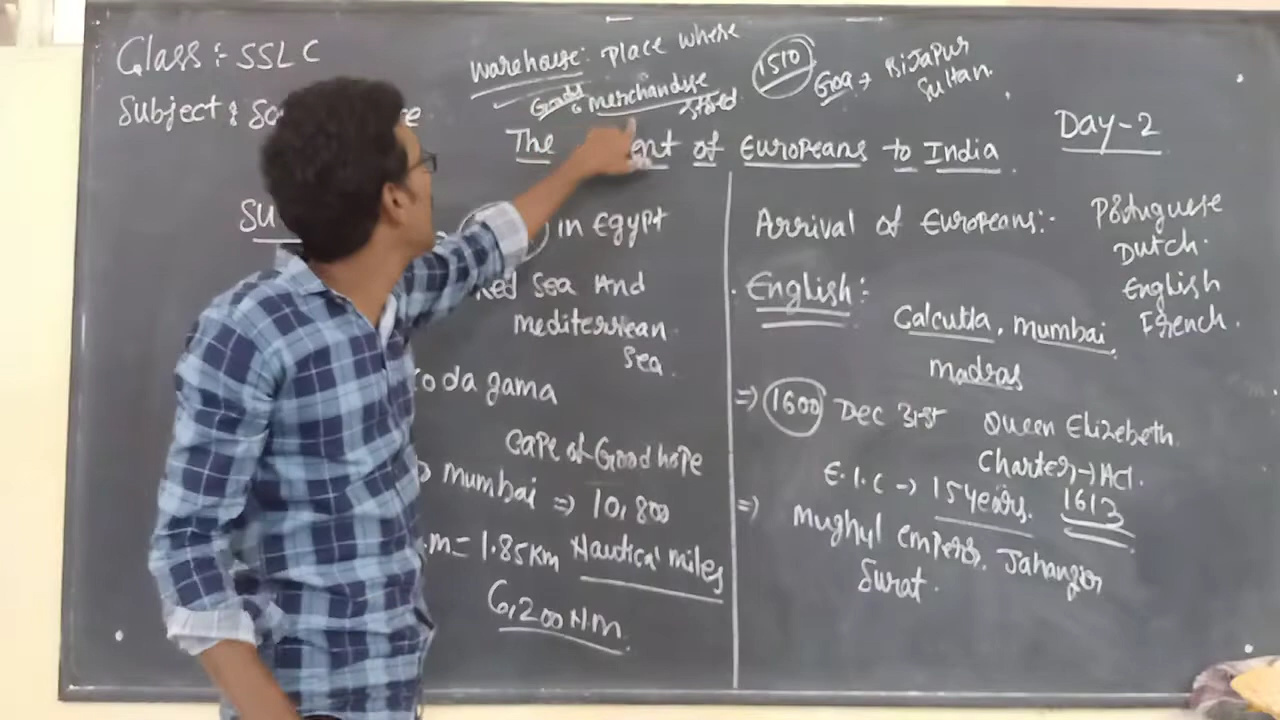 Class :- SSLC
Subject :
Warehouse: Place where
Goods merchandise stored
1510 Goa → Bijapur
Sultan.
The of Europeans to India
Day-2
in Egypt
Red Sea And
mediterriean
Sea.
da gama
Cape of Good hope
mumbai => 10,800
.m= 1.85Km Nautical miles
6,200 N.m
Arrival of Europeans:-
Portuguese
Dutch.
English
French.
English:
Calcutta, mumbai,
madras
=> 1600 Dec 31st Queen Elizebeth
Charter → Act.
E.I.C → 15 years. 1613
=> Mughyl emperor. Jahangir
Surat.